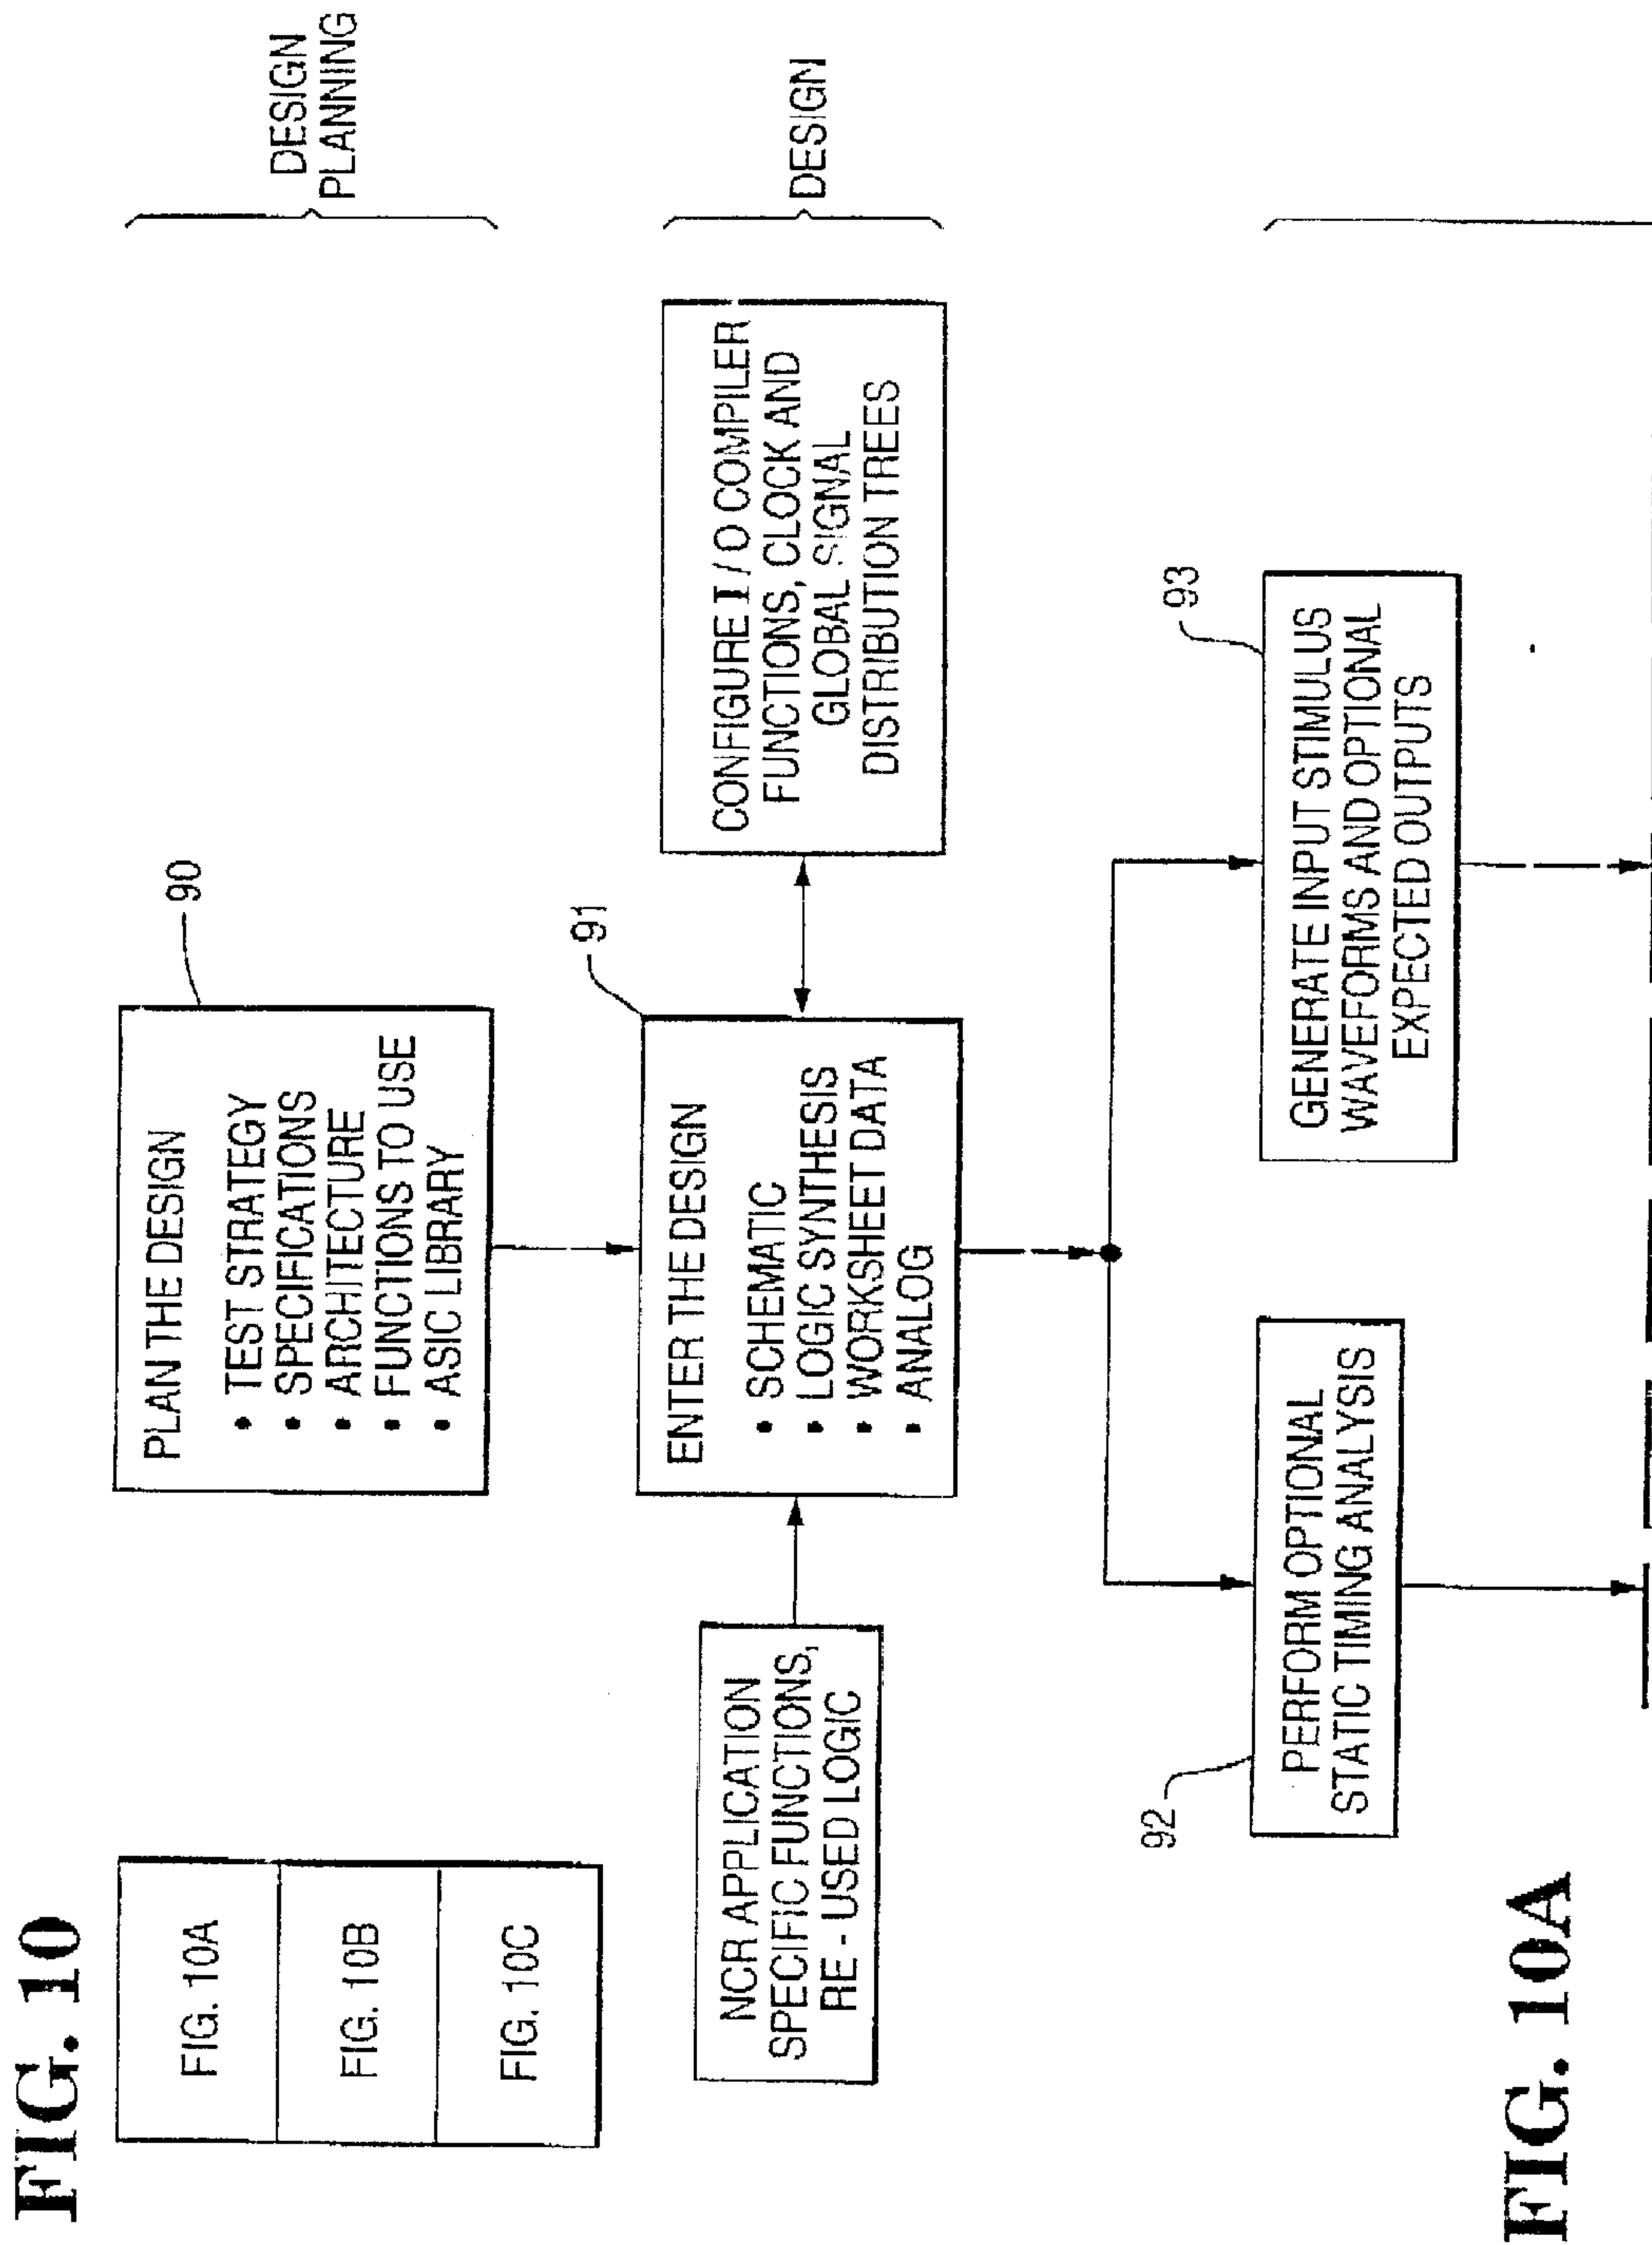 FIG. 10
FIG. 10A
FIG. 10B
FIG. 10C
DESIGN
PLANNING
90
PLAN THE DESIGN
• TEST STRATEGY
• SPECIFICATIONS
• ARCHITECTURE
• FUNCTIONS TO USE
• ASIC LIBRARY
DESIGN
NCR APPLICATION
SPECIFIC FUNCTIONS,
RE - USED LOGIC
91
ENTER THE DESIGN
• SCHEMATIC
• LOGIC SYNTHESIS
• WORKSHEET DATA
• ANALOG
CONFIGURE I / O COMPILER
FUNCTIONS, CLOCK AND
GLOBAL SIGNAL
DISTRIBUTION TREES
92
PERFORM OPTIONAL
STATIC TIMING ANALYSIS
93
GENERATE INPUT STIMULUS
WAVEFORMS AND OPTIONAL
EXPECTED OUTPUTS
FIG. 10A